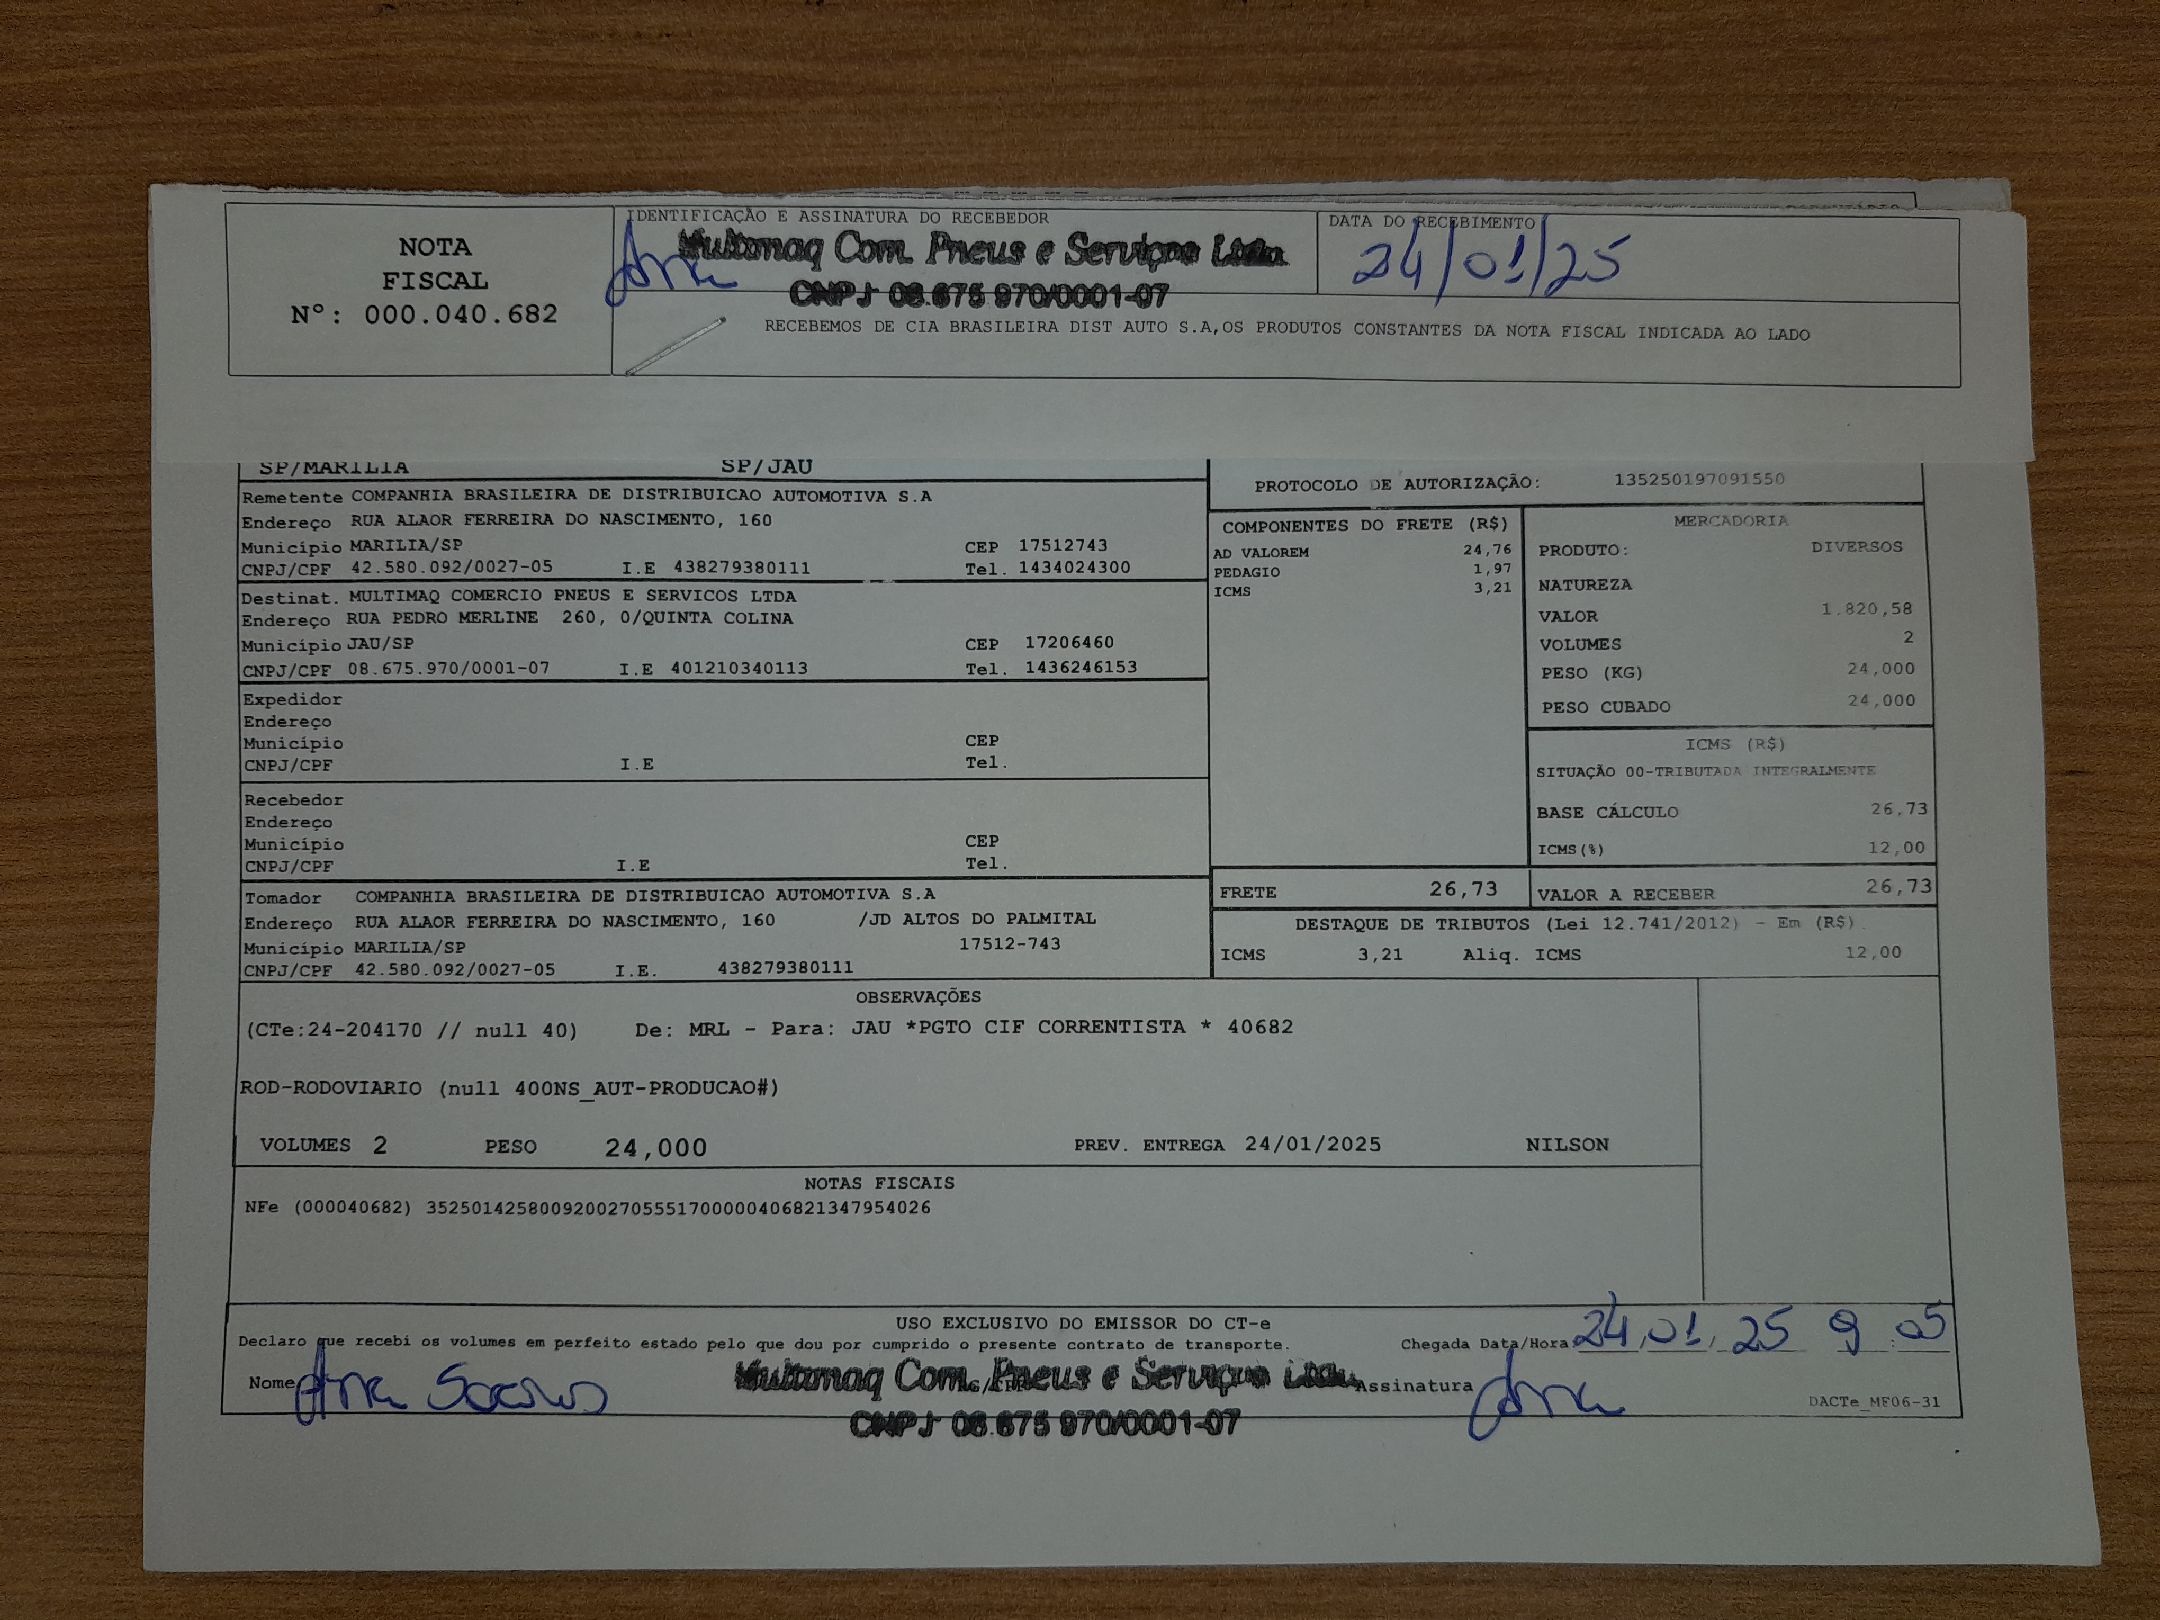 IDENTIFICAÇÃO E ASSINATURA DO RECEBEDOR
DATA DO RECEBIMENTO
NOTA
FISCAL
Nº: 000.040.682
Ana
Multimaq Com. Pneus e Serviços Ltda
CNPJ 08.675 970/0001-07
24/01/25
RECEBEMOS DE CIA BRASILEIRA DIST AUTO S.A,OS PRODUTOS CONSTANTES DA NOTA FISCAL INDICADA AO LADO
SP/MARILIA SP/JAU
PROTOCOLO DE AUTORIZAÇÃO: 135250197091550
Remetente COMPANHIA BRASILEIRA DE DISTRIBUICAO AUTOMOTIVA S.A
Endereço RUA ALAOR FERREIRA DO NASCIMENTO, 160
Município MARILIA/SP CEP 17512743
CNPJ/CPF 42.580.092/0027-05 I.E 438279380111 Tel. 1434024300
Destinat. MULTIMAQ COMERCIO PNEUS E SERVICOS LTDA
Endereço RUA PEDRO MERLINE 260, 0/QUINTA COLINA
Município JAU/SP CEP 17206460
CNPJ/CPF 08.675.970/0001-07 I.E 401210340113 Tel. 1436246153
Expedidor
Endereço
Município CEP
CNPJ/CPF I.E Tel.
Recebedor
Endereço
Município CEP
CNPJ/CPF I.E Tel.
Tomador COMPANHIA BRASILEIRA DE DISTRIBUICAO AUTOMOTIVA S.A
Endereço RUA ALAOR FERREIRA DO NASCIMENTO, 160 /JD ALTOS DO PALMITAL
Município MARILIA/SP 17512-743
CNPJ/CPF 42.580.092/0027-05 I.E. 438279380111
COMPONENTES DO FRETE (R$)
AD VALOREM 24,76
PEDAGIO 1,97
ICMS 3,21
MERCADORIA
PRODUTO: DIVERSOS
NATUREZA
VALOR 1.820,58
VOLUMES 2
PESO (KG) 24,000
PESO CUBADO 24,000
ICMS (R$)
SITUAÇÃO 00-TRIBUTADA INTEGRALMENTE
BASE CÁLCULO 26,73
ICMS(%) 12,00
FRETE 26,73 VALOR A RECEBER 26,73
DESTAQUE DE TRIBUTOS (Lei 12.741/2012) - Em (R$).
ICMS 3,21 Aliq. ICMS 12,00
OBSERVAÇÕES
(CTe:24-204170 // null 40) De: MRL - Para: JAU *PGTO CIF CORRENTISTA * 40682
ROD-RODOVIARIO (null 400NS_AUT-PRODUCAO#)
VOLUMES 2 PESO 24,000 PREV. ENTREGA 24/01/2025 NILSON
NOTAS FISCAIS
NFe (000040682) 35250142580092002705551700000406821347954026
USO EXCLUSIVO DO EMISSOR DO CT-e
Declaro que recebi os volumes em perfeito estado pelo que dou por cumprido o presente contrato de transporte. Chegada Data/Hora 24/01/25 9:05
Nome Ana
Multimaq Com. Pneus e Serviços Ltda
Assinatura Ana
DACTe_MF06-31
CNPJ 08.675 970/0001-07